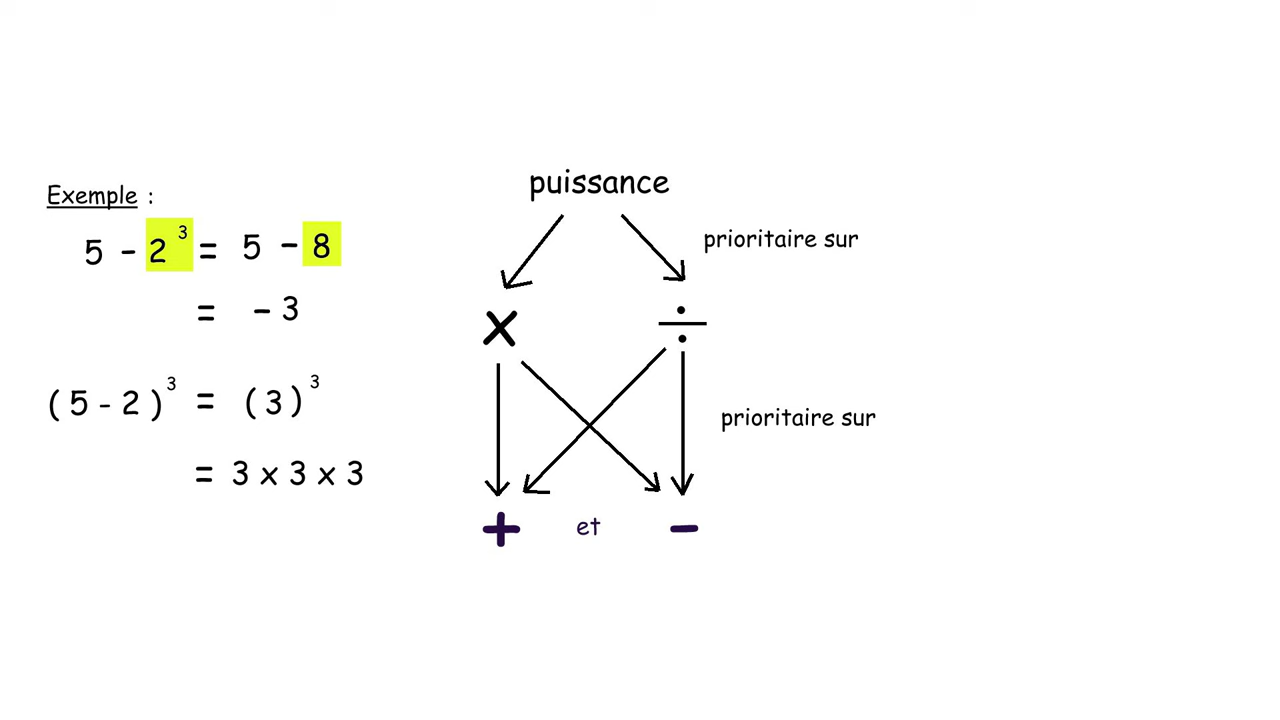 Exemple :
5 - 2³ = 5 - 8
= - 3
(5 - 2)³ = (3)³
= 3 x 3 x 3
puissance
prioritaire sur
x ÷
prioritaire sur
+ et -